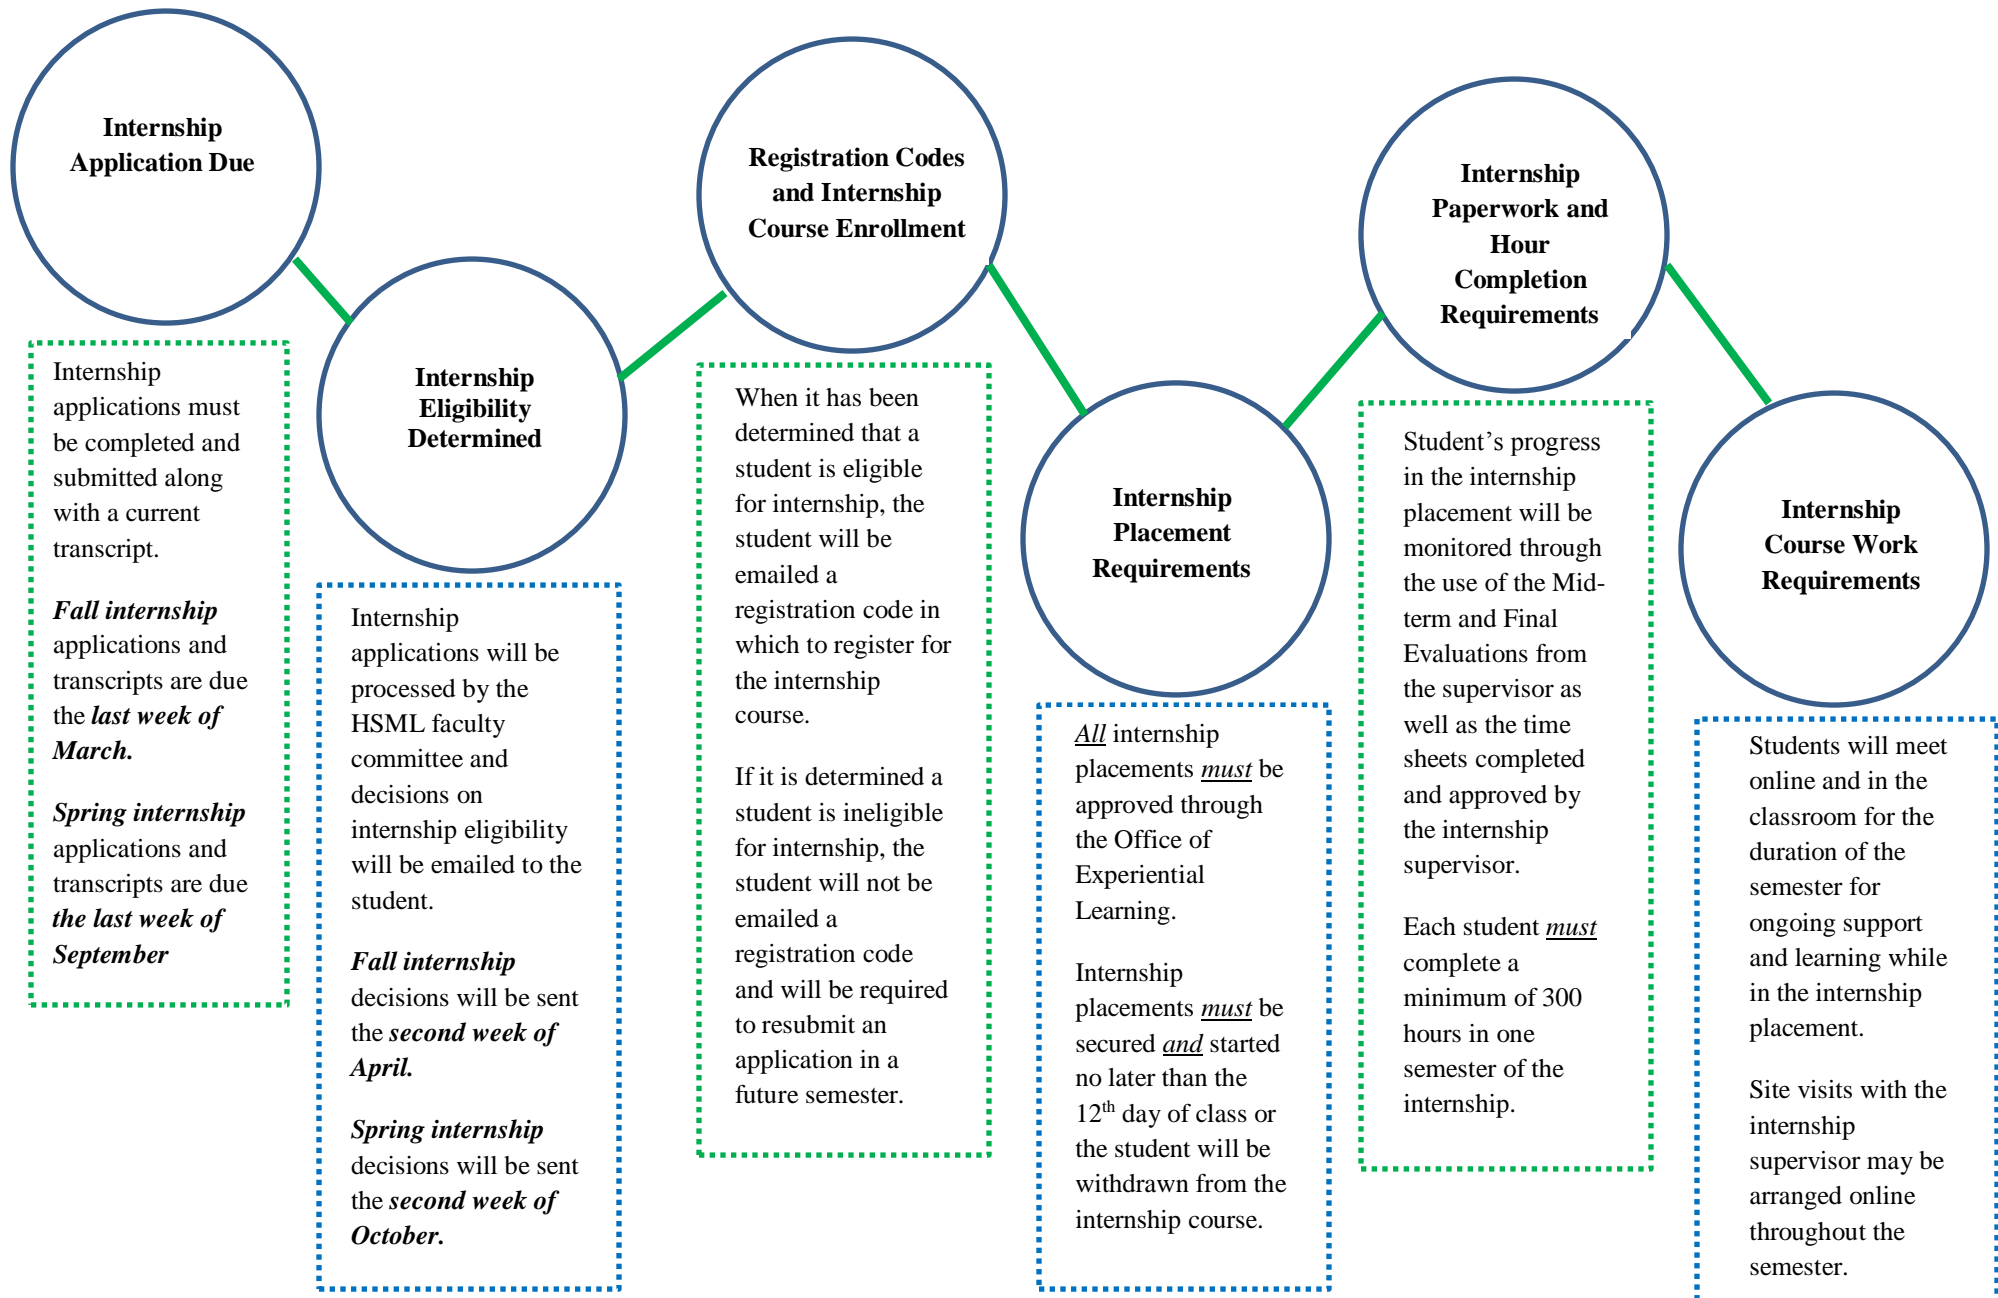 Internship
Application Due
Internship
applications must
be completed and
submitted along
with a current
transcript.
Fall internship
applications and
transcripts are due
the last week of
March.
Spring internship
applications and
transcripts are due
the last week of
September
Internship
Eligibility
Determined
Internship
applications will be
processed by the
HSML faculty
committee and
decisions on
internship eligibility
will be emailed to the
student.
Fall internship
decisions will be sent
the second week of
April.
Spring internship
decisions will be sent
the second week of
October.
Registration Codes
and Internship
Course Enrollment
When it has been
determined that a
student is eligible
for internship, the
student will be
emailed a
registration code in
which to register for
the internship
course.
If it is determined a
student is ineligible
for internship, the
student will not be
emailed a
registration code
and will be required
to resubmit an
application in a
future semester.
Internship
Placement
Requirements
All internship
placements must be
approved through
the Office of
Experiential
Learning.
Internship
placements must be
secured and started
no later than the
12th day of class or
the student will be
withdrawn from the
internship course.
Internship
Paperwork and
Hour
Completion
Requirements
Student’s progress
in the internship
placement will be
monitored through
the use of the Mid-
term and Final
Evaluations from
the supervisor as
well as the time
sheets completed
and approved by
the internship
supervisor.
Each student must
complete a
minimum of 300
hours in one
semester of the
internship.
Internship
Course Work
Requirements
Students will meet
online and in the
classroom for the
duration of the
semester for
ongoing support
and learning while
in the internship
placement.
Site visits with the
internship
supervisor may be
arranged online
throughout the
semester.